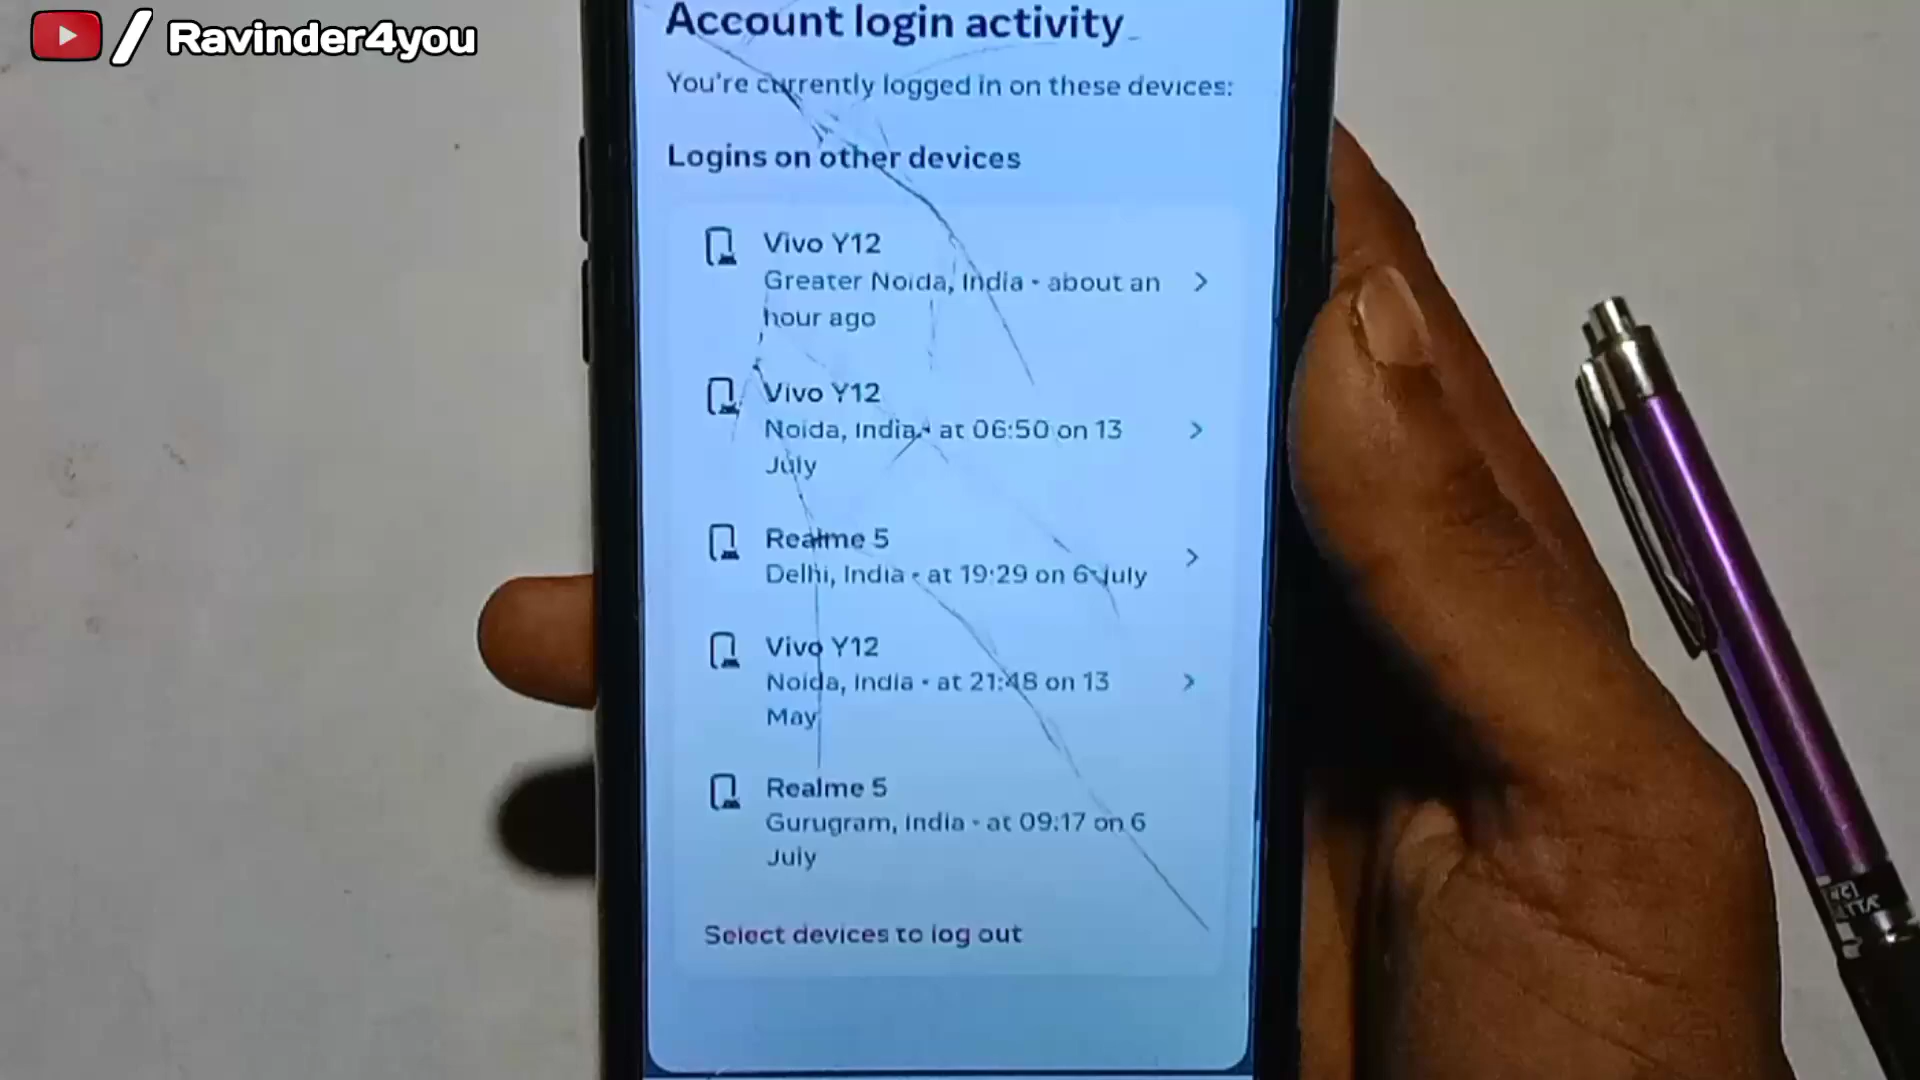 / Ravinder4you
Account login activity
You're currently logged in on these devices:
Logins on other devices
Vivo Y12
Greater Noida, India • about an
hour ago
Vivo Y12
Noida, India • at 06:50 on 13
July
Realme 5
Delhi, India • at 19:29 on 6 July
Vivo Y12
Noida, India • at 21:48 on 13
May
Realme 5
Gurugram, India • at 09:17 on 6
July
Select devices to log out